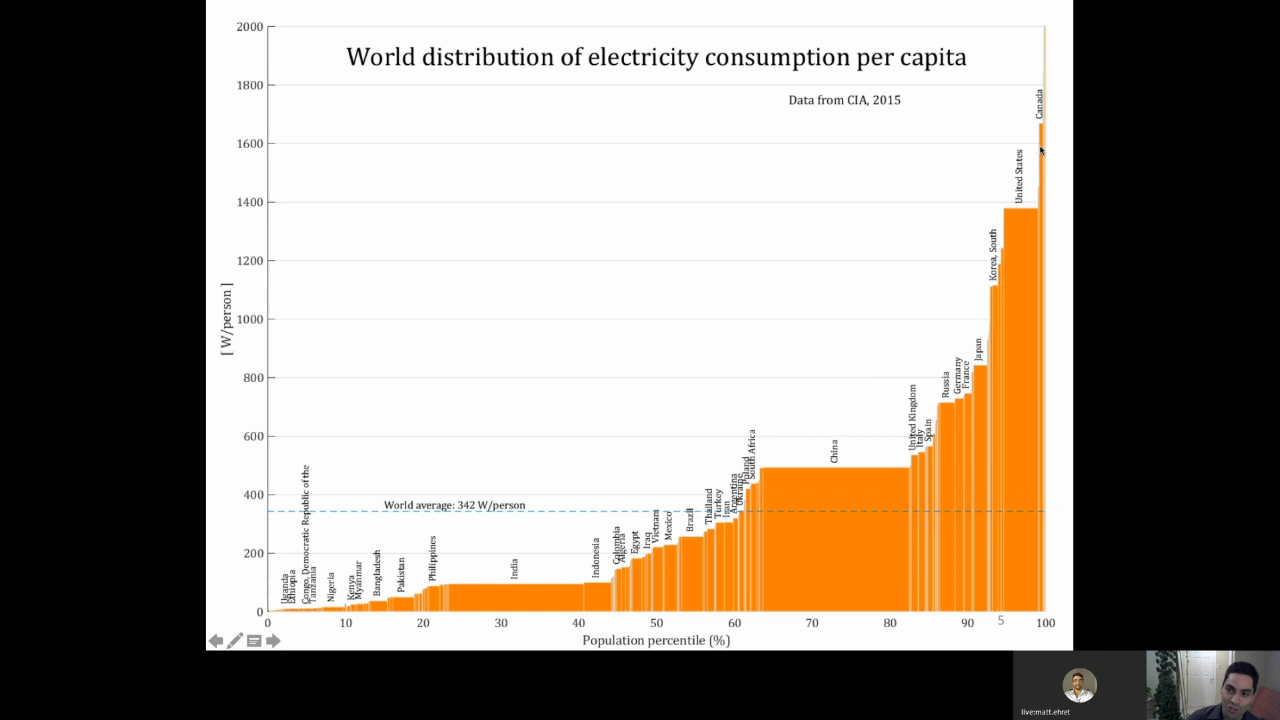 World distribution of electricity consumption per capita
Data from CIA, 2015
[ W/person ]
2000
1800
1600
1400
1200
1000
800
600
400
200
0
World average: 342 W/person
Uganda
Ethiopia
Congo, Democratic Republic of the
Tanzania
Nigeria
Kenya
Myanmar
Bangladesh
Pakistan
Philippines
India
Indonesia
Colombia
Algeria
Egypt
Iraq
Vietnam
Mexico
Brazil
Thailand
Turkey
Iran
Argentina
Ukraine
Poland
South Africa
China
United Kingdom
Italy
Spain
Russia
Germany
France
Japan
Korea, South
United States
Canada
0 10 20 30 40 50 60 70 80 90 100
5
Population percentile (%)
live:matt.ehret